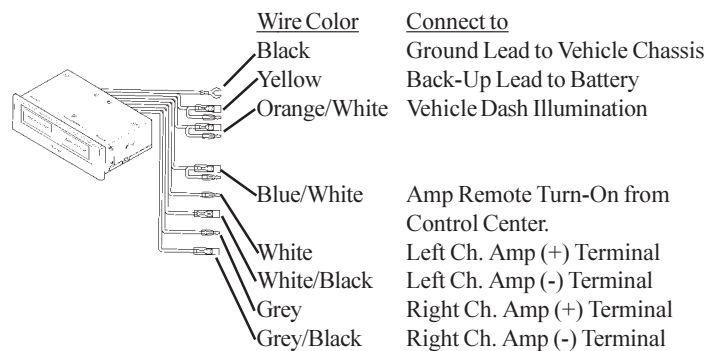 Wire Color Connect to
Black Ground Lead to Vehicle Chassis
Yellow Back-Up Lead to Battery
Orange/White Vehicle Dash Illumination
Blue/White Amp Remote Turn-On from
Control Center.
White Left Ch. Amp (+) Terminal
White/Black Left Ch. Amp (-) Terminal
Grey Right Ch. Amp (+) Terminal
Grey/Black Right Ch. Amp (-) Terminal